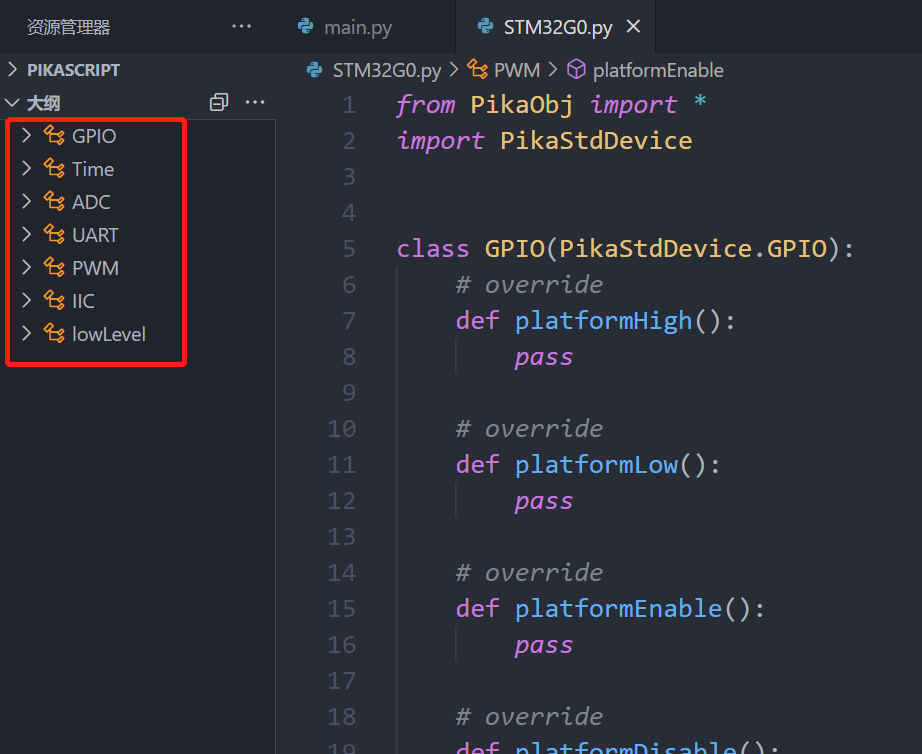 资源管理器 ···
main.py
STM32G0.py
PIKASCRIPT
STM32G0.py > PWM > platformEnable
大纲 ···
GPIO
Time
ADC
UART
PWM
IIC
lowLevel
1 from PikaObj import *
2 import PikaStdDevice
3
4
5 class GPIO(PikaStdDevice.GPIO):
6 # override
7 def platformHigh():
8 pass
9
10 # override
11 def platformLow():
12 pass
13
14 # override
15 def platformEnable():
16 pass
17
18 # override
19 def platformDisable():